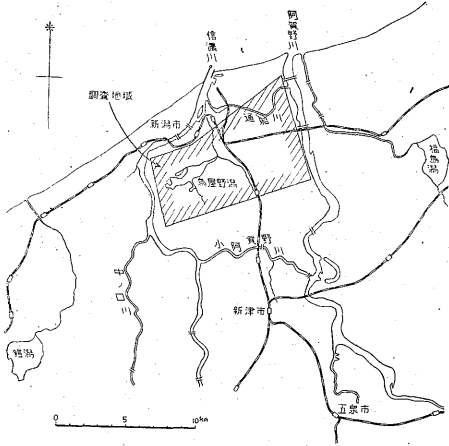 信濃川
阿賀野川
調査地域
新潟市
通船川
福島潟
鳥屋野潟
小阿賀野川
中ノ口川
新津市
鎧潟
五泉市
0 5 10km